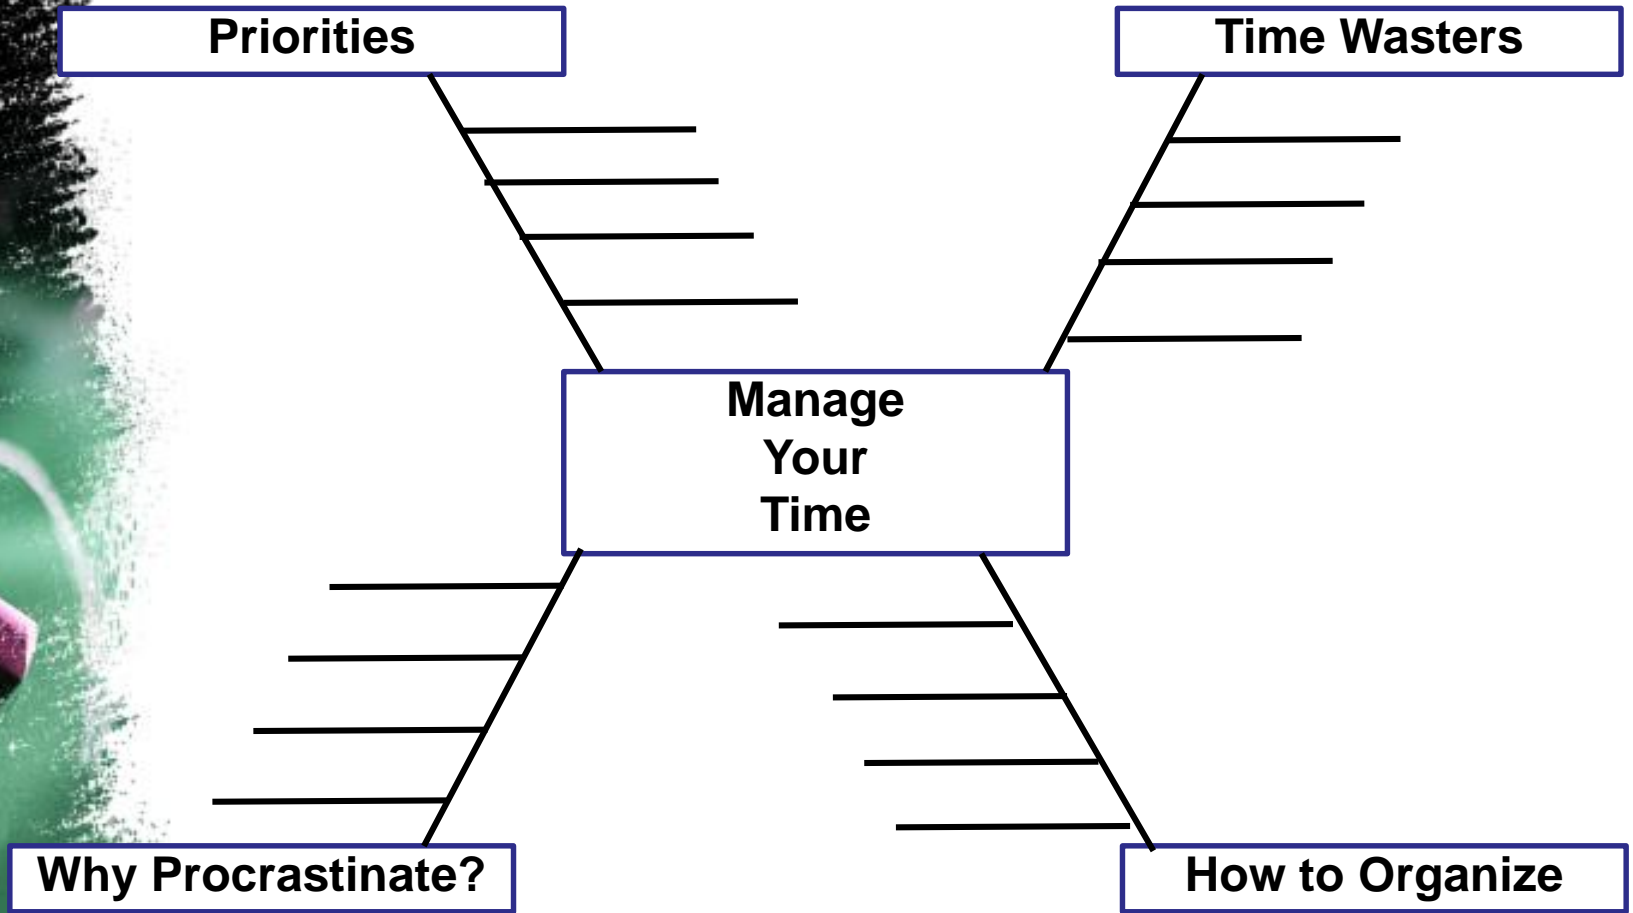 Priorities
Time Wasters
Manage
Your
Time
Why Procrastinate?
How to Organize